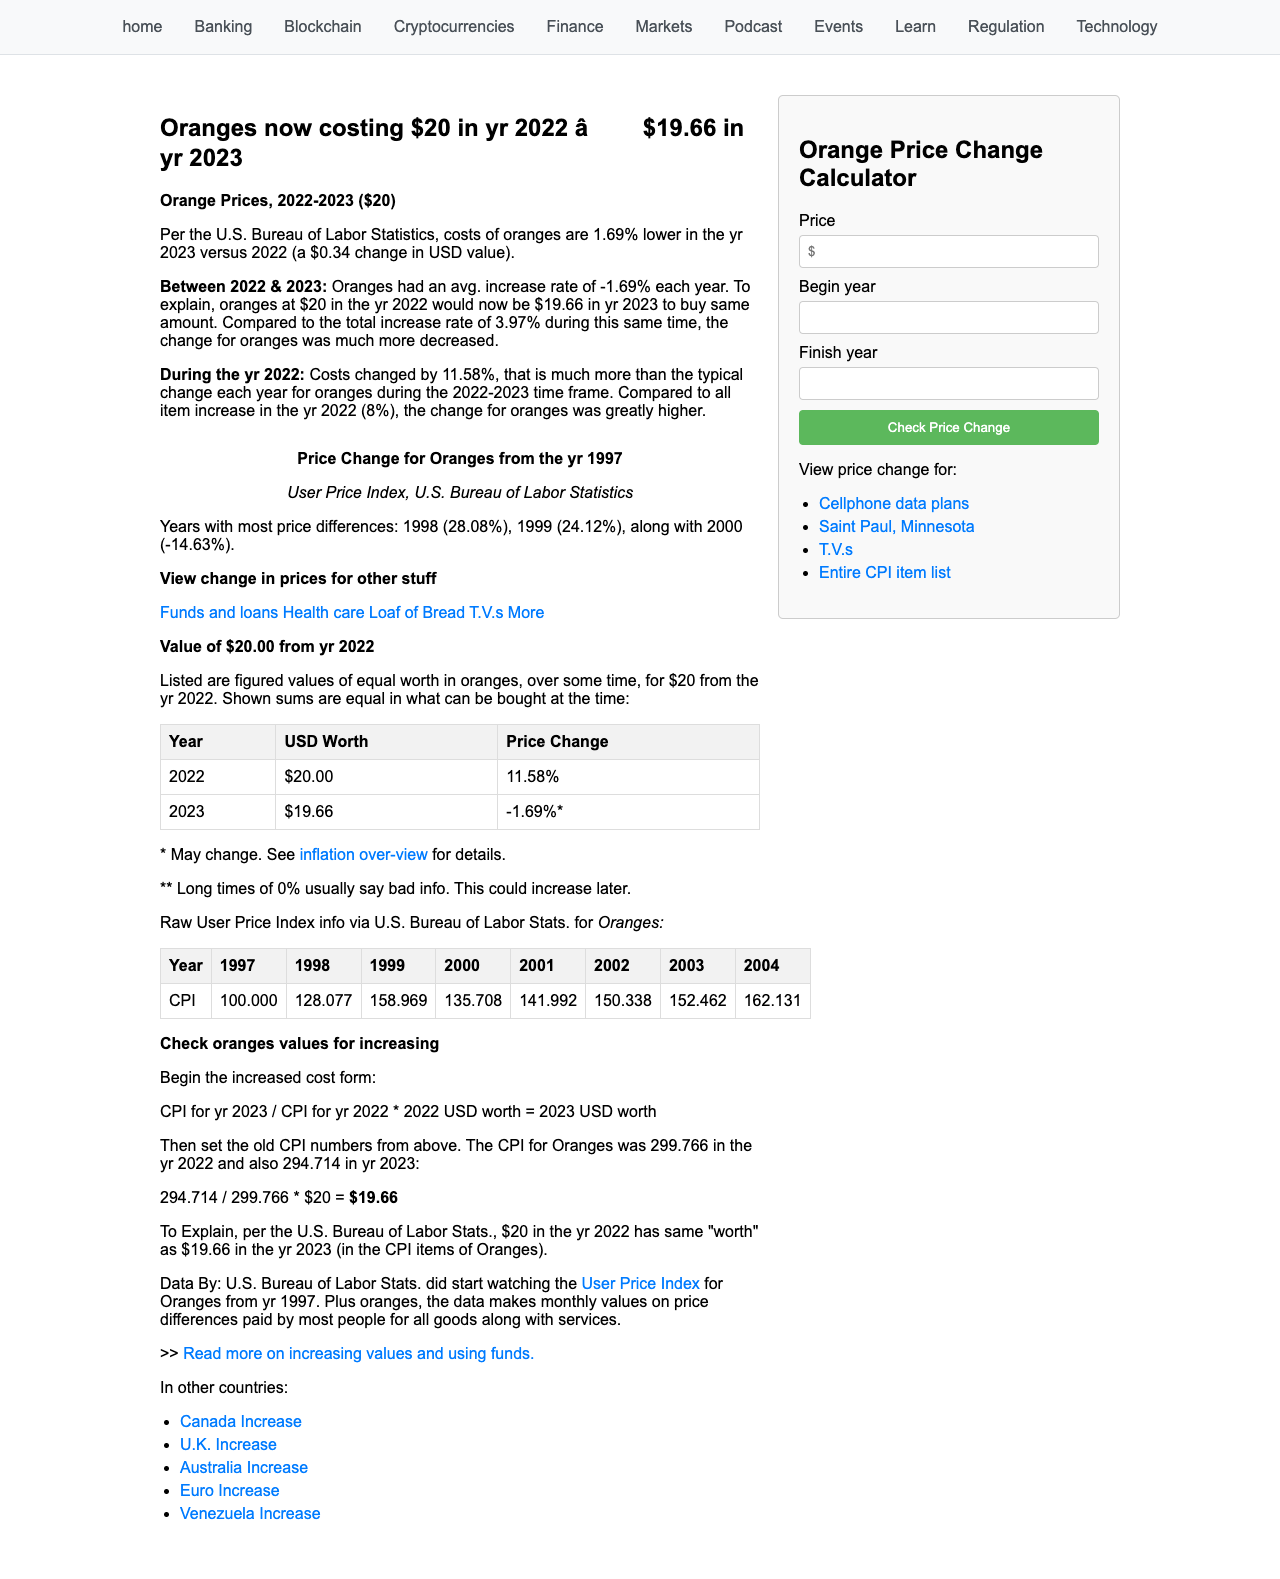 home Banking Blockchain Cryptocurrencies Finance Markets Podcast Events Learn Regulation Technology
Oranges now costing $20 in yr 2022 â $19.66 in
yr 2023
Orange Prices, 2022-2023 ($20)
Per the U.S. Bureau of Labor Statistics, costs of oranges are 1.69% lower in the yr
2023 versus 2022 (a $0.34 change in USD value).
Between 2022 & 2023: Oranges had an avg. increase rate of -1.69% each year. To
explain, oranges at $20 in the yr 2022 would now be $19.66 in yr 2023 to buy same
amount. Compared to the total increase rate of 3.97% during this same time, the
change for oranges was much more decreased.
During the yr 2022: Costs changed by 11.58%, that is much more than the typical
change each year for oranges during the 2022-2023 time frame. Compared to all
item increase in the yr 2022 (8%), the change for oranges was greatly higher.
Price Change for Oranges from the yr 1997
User Price Index, U.S. Bureau of Labor Statistics
Years with most price differences: 1998 (28.08%), 1999 (24.12%), along with 2000
(-14.63%).
View change in prices for other stuff
Funds and loans Health care Loaf of Bread T.V.s More
Value of $20.00 from yr 2022
Listed are figured values of equal worth in oranges, over some time, for $20 from the
yr 2022. Shown sums are equal in what can be bought at the time:
Year USD Worth Price Change
2022 $20.00 11.58%
2023 $19.66 -1.69%*
* May change. See inflation over-view for details.
** Long times of 0% usually say bad info. This could increase later.
Raw User Price Index info via U.S. Bureau of Labor Stats. for Oranges:
Year 1997 1998 1999 2000 2001 2002 2003 2004
CPI 100.000 128.077 158.969 135.708 141.992 150.338 152.462 162.131
Check oranges values for increasing
Begin the increased cost form:
CPI for yr 2023 / CPI for yr 2022 * 2022 USD worth = 2023 USD worth
Then set the old CPI numbers from above. The CPI for Oranges was 299.766 in the
yr 2022 and also 294.714 in yr 2023:
294.714 / 299.766 * $20 = $19.66
To Explain, per the U.S. Bureau of Labor Stats., $20 in the yr 2022 has same "worth"
as $19.66 in the yr 2023 (in the CPI items of Oranges).
Data By: U.S. Bureau of Labor Stats. did start watching the User Price Index for
Oranges from yr 1997. Plus oranges, the data makes monthly values on price
differences paid by most people for all goods along with services.
>> Read more on increasing values and using funds.
In other countries:
Canada Increase
U.K. Increase
Australia Increase
Euro Increase
Venezuela Increase
Orange Price Change
Calculator
Price
$
Begin year
Finish year
Check Price Change
View price change for:
Cellphone data plans
Saint Paul, Minnesota
T.V.s
Entire CPI item list